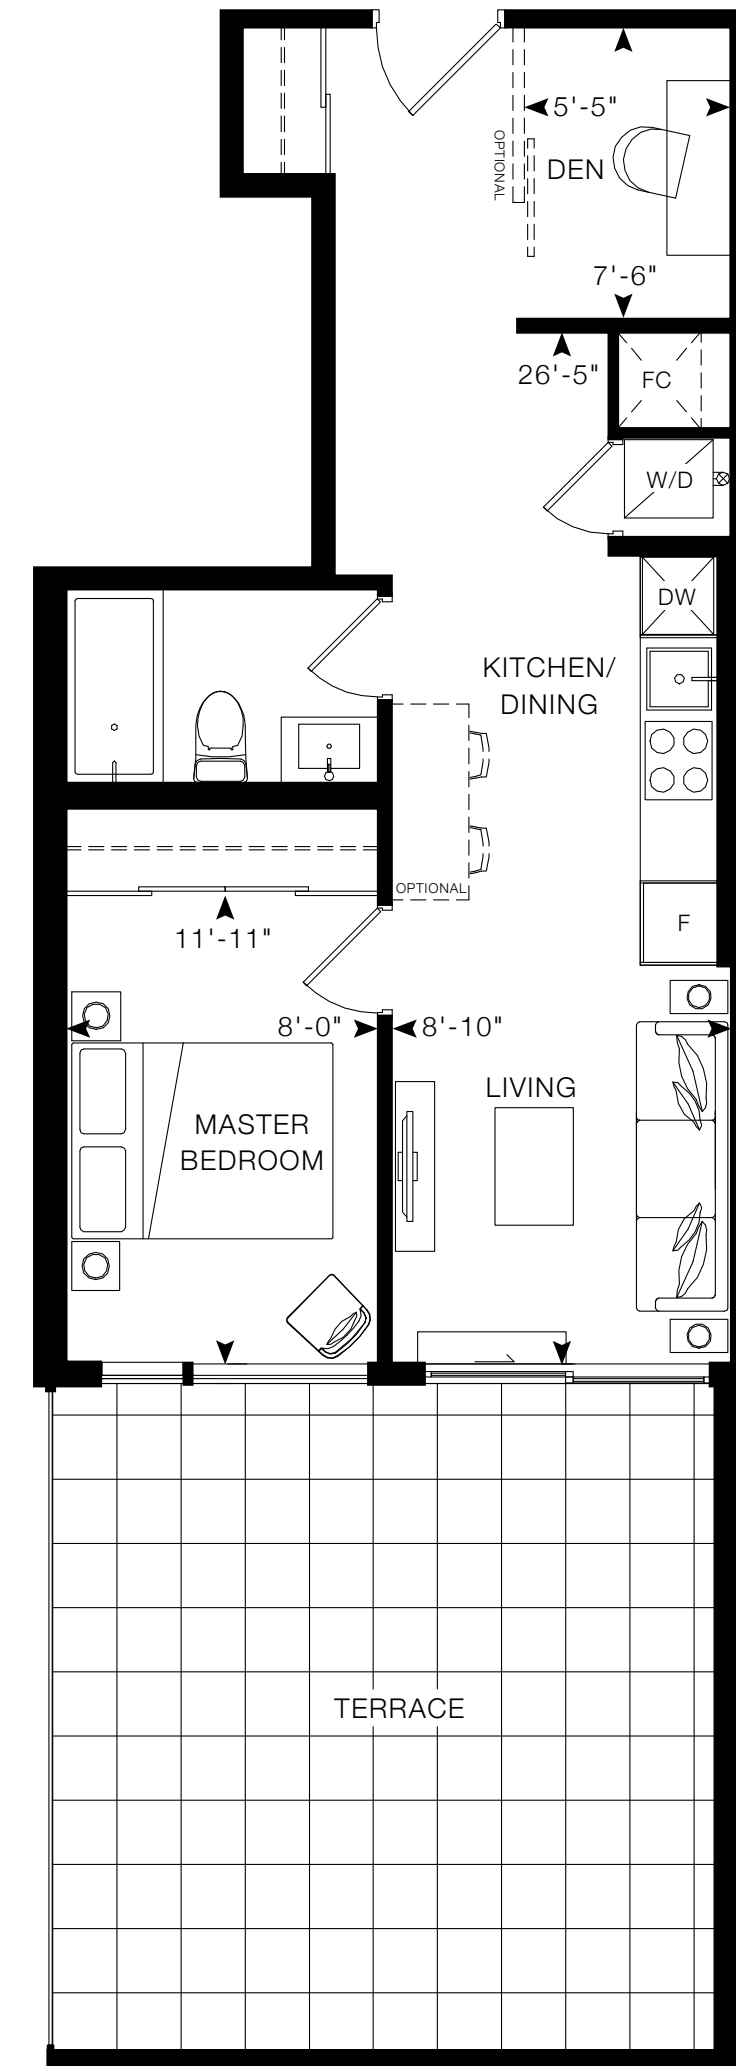 5'-5"
OPTIONAL
DEN
7'-6"
26'-5"
FC
W/D
DW
KITCHEN/
DINING
OPTIONAL
F
11'-11"
8'-0"
8'-10"
LIVING
MASTER
BEDROOM
TERRACE